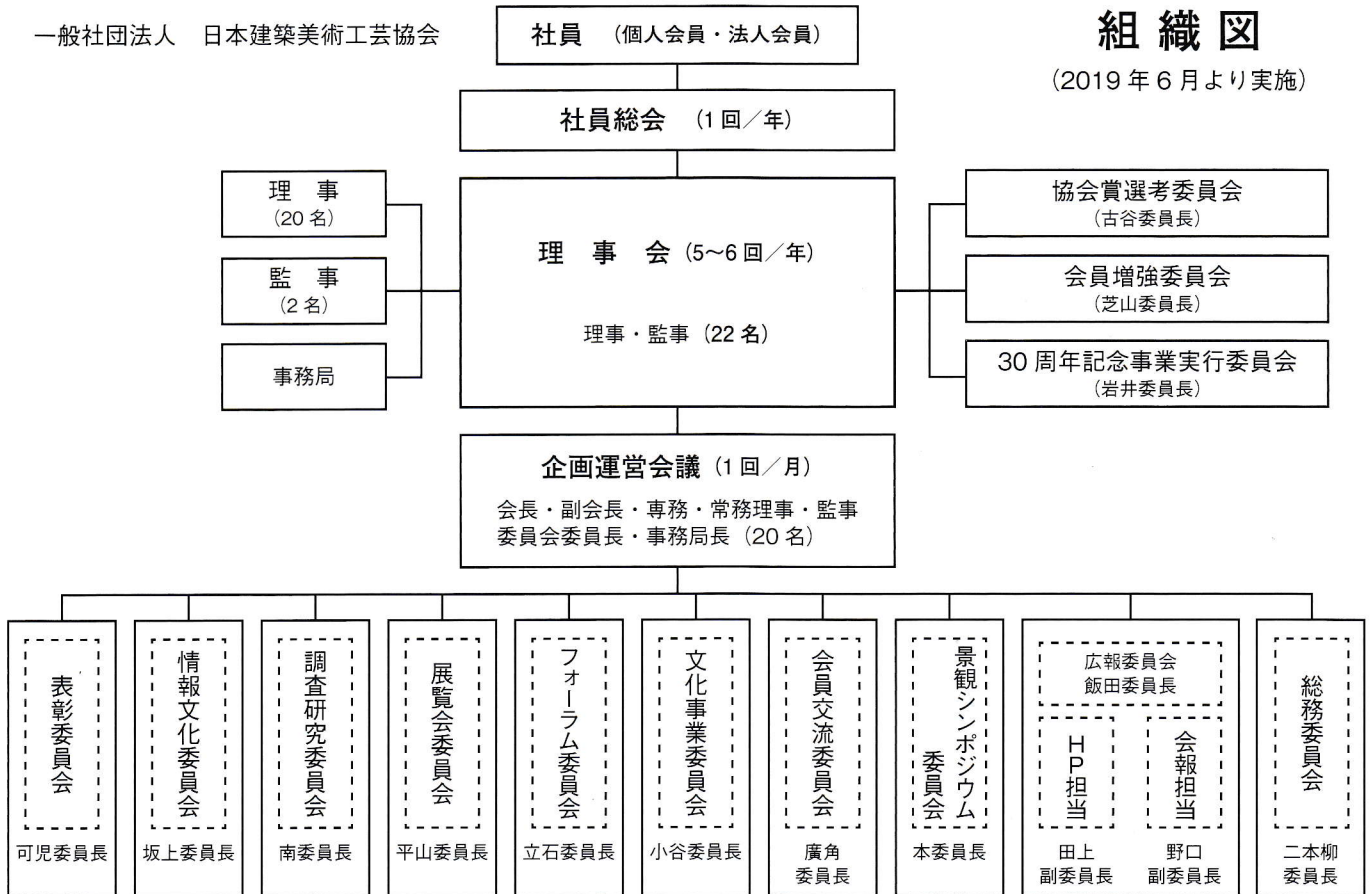 一般社団法人 日本建築美術工芸協会
組織図
(2019年6月より実施)
社員 (個人会員・法人会員)
社員総会 (1回/年)
理事
(20名)
監事
(2名)
事務局
理事会 (5〜6回/年)
理事・監事 (22名)
協会賞選考委員会
(古谷委員長)
会員増強委員会
(芝山委員長)
30周年記念事業実行委員会
(岩井委員長)
企画運営会議 (1回/月)
会長・副会長・専務・常務理事・監事
委員会委員長・事務局長 (20名)
表彰委員会
可児委員長
情報文化委員会
坂上委員長
調査研究委員会
南委員長
展覧会委員会
平山委員長
フォーラム委員会
立石委員長
文化事業委員会
小谷委員長
会員交流委員会
廣角
委員長
景観シンポジウム
委員会
本委員長
広報委員会
飯田委員長
HP担当
田上
副委員長
会報担当
野口
副委員長
総務委員会
二本柳
委員長